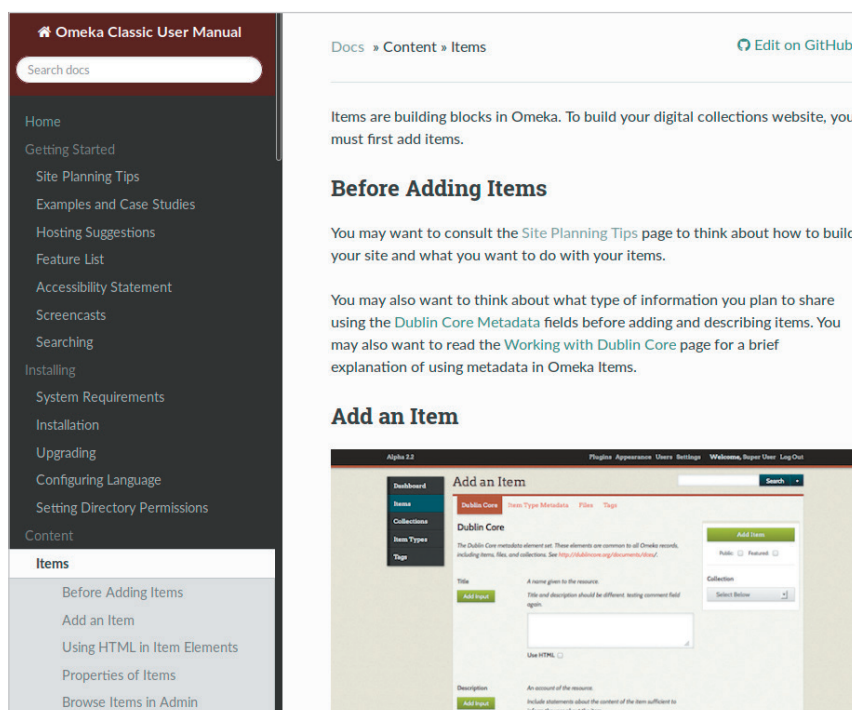 Omeka Classic User Manual
Search docs
Home
Getting Started
Site Planning Tips
Examples and Case Studies
Hosting Suggestions
Feature List
Accessibility Statement
Screencasts
Searching
Installing
System Requirements
Installation
Upgrading
Configuring Language
Setting Directory Permissions
Content
Items
Before Adding Items
Add an Item
Using HTML in Item Elements
Properties of Items
Browse Items in Admin
Docs » Content » Items
Edit on GitHub
Items are building blocks in Omeka. To build your digital collections website, you
must first add items.
Before Adding Items
You may want to consult the Site Planning Tips page to think about how to build
your site and what you want to do with your items.
You may also want to think about what type of information you plan to share
using the Dublin Core Metadata fields before adding and describing items. You
may also want to read the Working with Dublin Core page for a brief
explanation of using metadata in Omeka Items.
Add an Item
Alpha 2.2
Plugins Appearance Users Settings Welcome, Super User Log Out
Dashboard
Items
Collections
Item Types
Tags
Add an Item
Search
Dublin Core Item Type Metadata Files Tags
Dublin Core
The Dublin Core metadata element set. These elements are common to all Omeka records,
including items, files, and collections. See http://dublincore.org/documents/dces/.
Title
Add Input
A name given to the resource.
Title and description should be different. testing comment field
again.
Use HTML
Description
Add Input
An account of the resource.
Include statements about the content of the item sufficient to
Add Item
Public: Featured:
Collection
Select Below